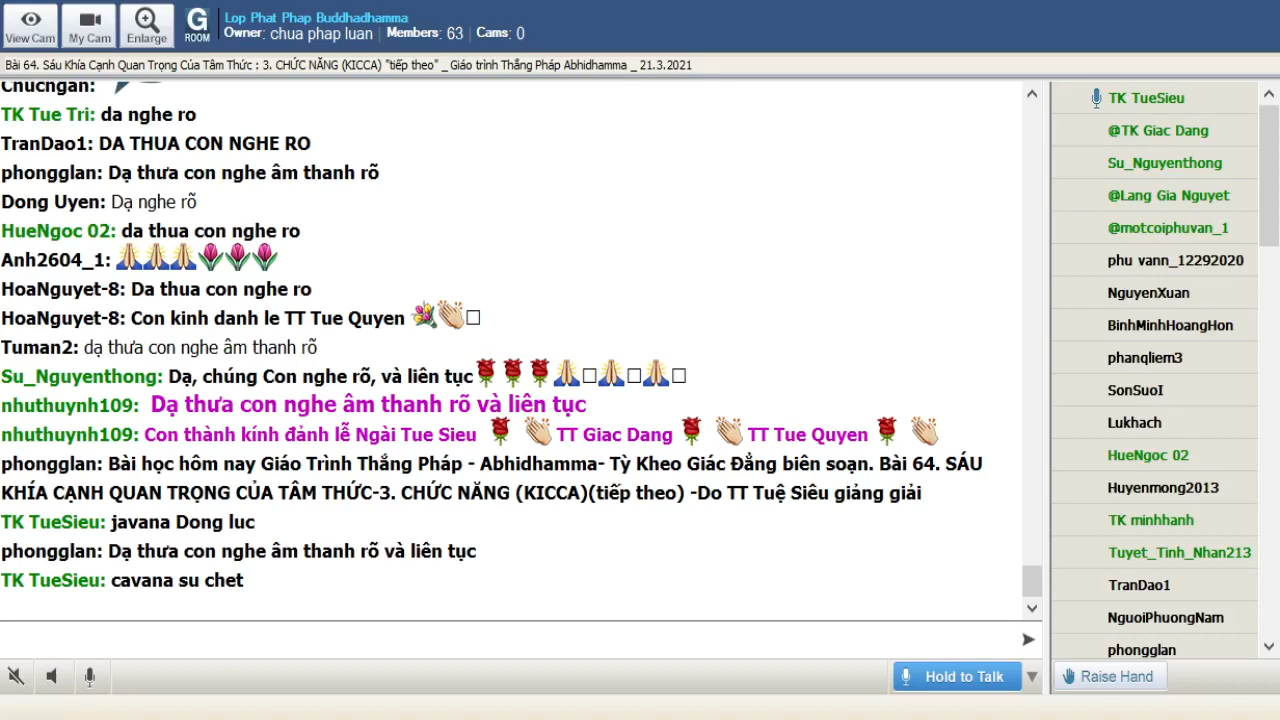 View Cam
My Cam
Enlarge
G
ROOM
Lop Phat Phap Buddhadhamma
Owner: chua phap luan | Members: 63 | Cams: 0
Bài 64. Sáu Khía Cạnh Quan Trọng Của Tâm Thức : 3. CHỨC NĂNG (KICCA) "tiếp theo" _ Giáo trình Thắng Pháp Abhidhamma _ 21.3.2021
Chucngan:
TK Tue Tri: da nghe ro
TranDao1: DA THUA CON NGHE RO
phongglan: Dạ thưa con nghe âm thanh rõ
Dong Uyen: Dạ nghe rõ
HueNgoc 02: da thua con nghe ro
Anh2604_1: 🙏🙏🙏🌷🌷🌷
HoaNguyet-8: Da thua con nghe ro
HoaNguyet-8: Con kinh danh le TT Tue Quyen 💐👏🏼□
Tuman2: dạ thưa con nghe âm thanh rõ
Su_Nguyenthong: Dạ, chúng Con nghe rõ, và liên tục🌹🌹🌹🙏□🙏□🙏□
nhuthuynh109: Dạ thưa con nghe âm thanh rõ và liên tục
nhuthuynh109: Con thành kính đảnh lễ Ngài Tue Sieu 🌹 👏 TT Giac Dang 🌹 👏 TT Tue Quyen 🌹 👏
phongglan: Bài học hôm nay Giáo Trình Thắng Pháp - Abhidhamma- Tỳ Kheo Giác Đẳng biên soạn. Bài 64. SÁU
KHÍA CẠNH QUAN TRỌNG CỦA TÂM THỨC-3. CHỨC NĂNG (KICCA)(tiếp theo) -Do TT Tuệ Siêu giảng giải
TK TueSieu: javana Dong luc
phongglan: Dạ thưa con nghe âm thanh rõ và liên tục
TK TueSieu: cavana su chet
Hold to Talk
TK TueSieu
@TK Giac Dang
Su_Nguyenthong
@Lang Gia Nguyet
@motcoiphuvan_1
phu vann_12292020
NguyenXuan
BinhMinhHoangHon
phanqliem3
SonSuoI
Lukhach
HueNgoc 02
Huyenmong2013
TK minhhanh
Tuyet_Tinh_Nhan213
TranDao1
NguoiPhuongNam
phongglan
Raise Hand